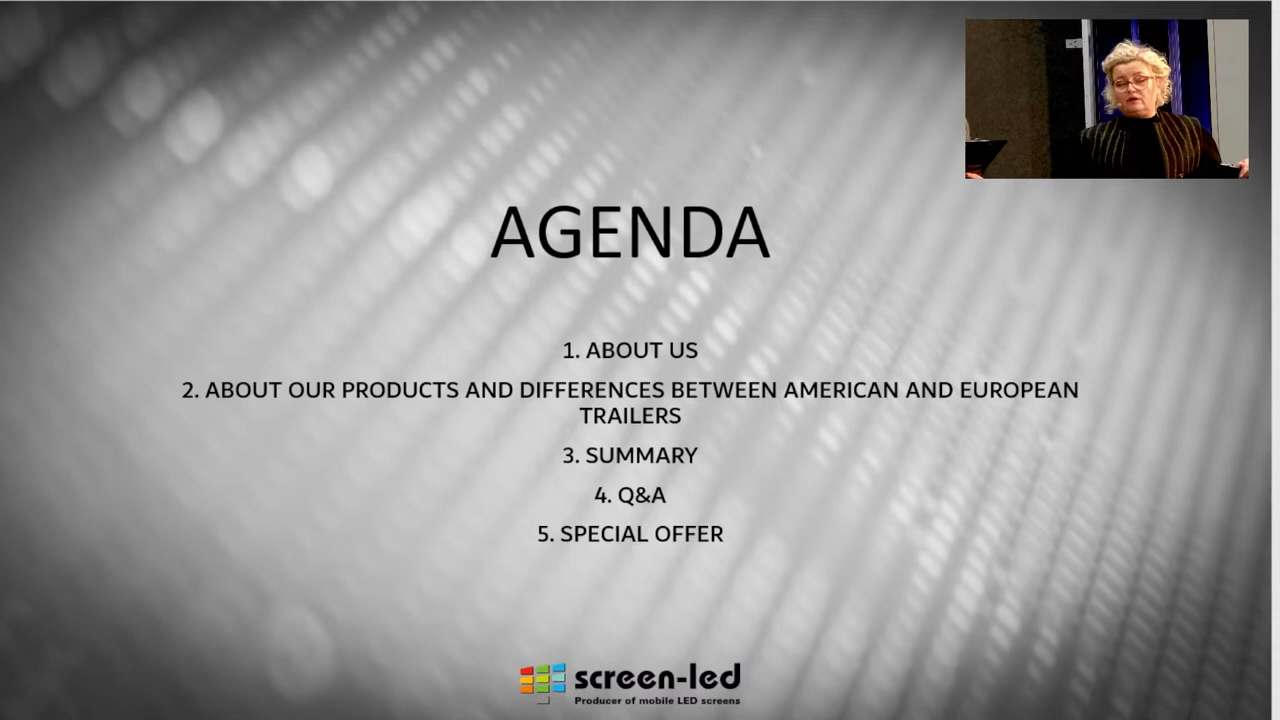 AGENDA
1. ABOUT US
2. ABOUT OUR PRODUCTS AND DIFFERENCES BETWEEN AMERICAN AND EUROPEAN
TRAILERS
3. SUMMARY
4. Q&A
5. SPECIAL OFFER
screen-led
Producer of mobile LED screens